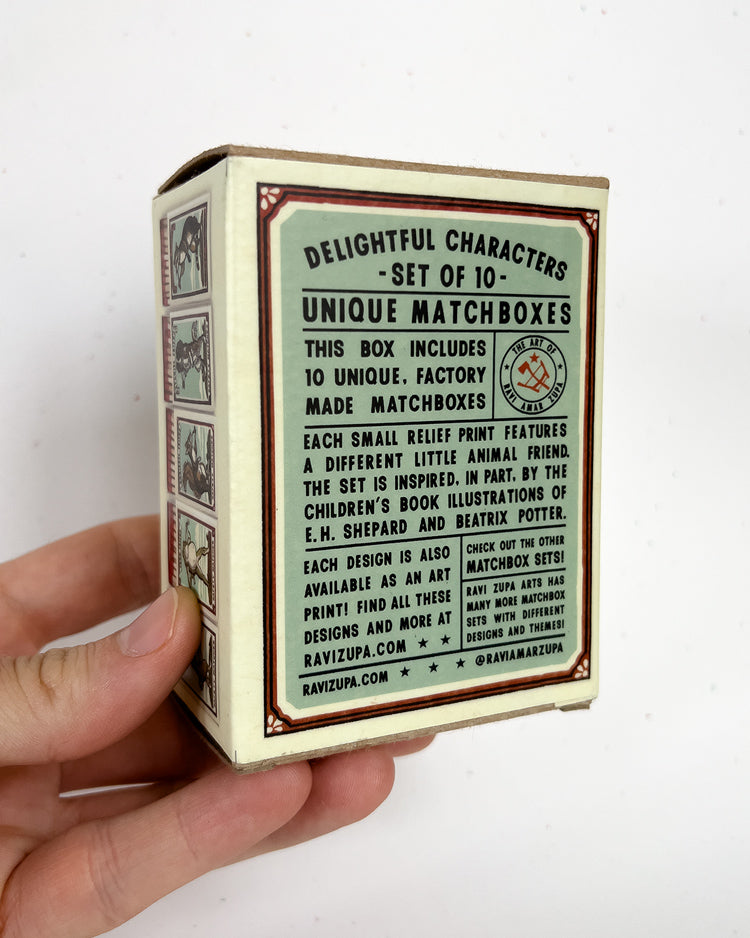 DELIGHTFUL CHARACTERS
-SET OF 10-
UNIQUE MATCHBOXES
THIS BOX INCLUDES
10 UNIQUE, FACTORY
MADE MATCHBOXES
THE ART OF
RAVI AMAR ZUPA
EACH SMALL RELIEF PRINT FEATURES
A DIFFERENT LITTLE ANIMAL FRIEND.
THE SET IS INSPIRED, IN PART, BY THE
CHILDREN'S BOOK ILLUSTRATIONS OF
E.H. SHEPARD AND BEATRIX POTTER.
EACH DESIGN IS ALSO
AVAILABLE AS AN ART
PRINT! FIND ALL THESE
DESIGNS AND MORE AT
RAVIZUPA.COM
CHECK OUT THE OTHER
MATCHBOX SETS!
RAVI ZUPA ARTS HAS
MANY MORE MATCHBOX
SETS WITH DIFFERENT
DESIGNS AND THEMES!
RAVIZUPA.COM
@RAVIAMARZUPA